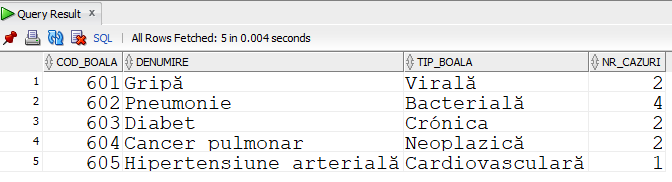 Query Result x
SQL | All Rows Fetched: 5 in 0.004 seconds
COD_BOALA DENUMIRE TIP_BOALA NR_CAZURI
1 601 Gripă Virală 2
2 602 Pneumonie Bacterială 4
3 603 Diabet Crónica 2
4 604 Cancer pulmonar Neoplazică 2
5 605 Hipertensiune arterială Cardiovasculară 1